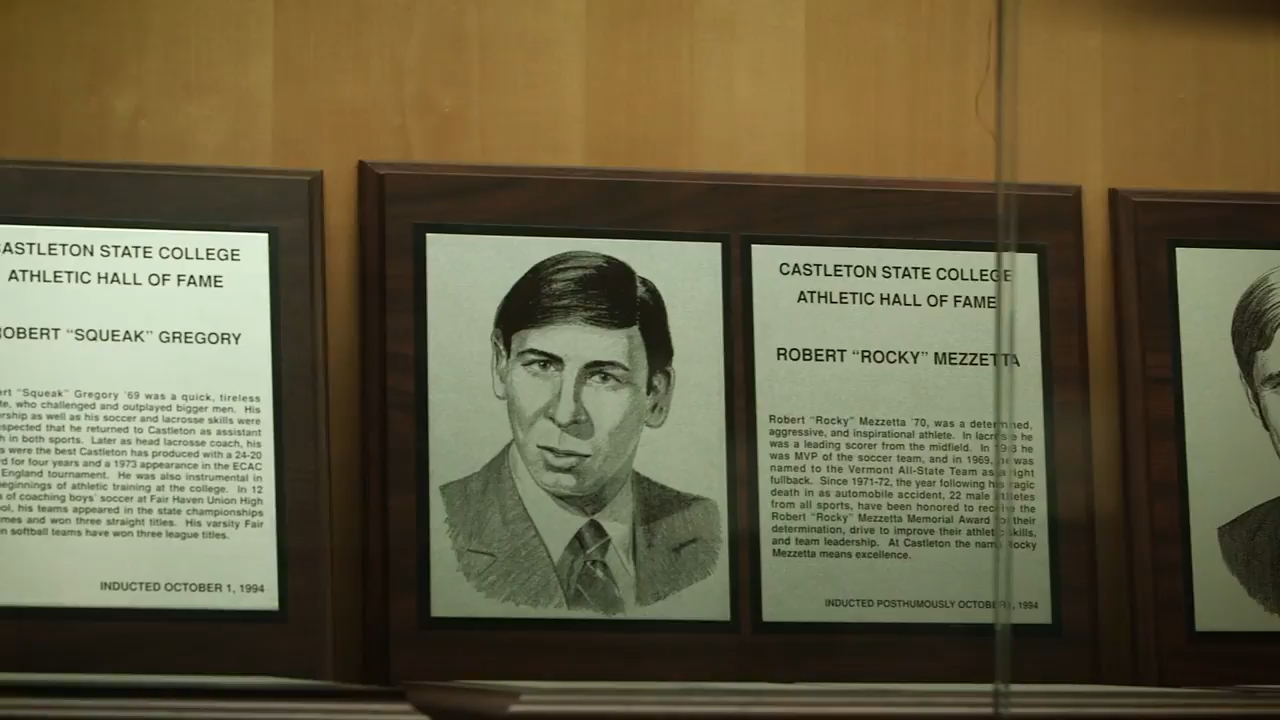 CASTLETON STATE COLLEGE
ATHLETIC HALL OF FAME
ROBERT “SQUEAK” GREGORY
"Squeak" Gregory '69 was a quick, tireless
who challenged and outplayed bigger men. His
as well as his soccer and lacrosse skills were
that he returned to Castleton as assistant
in both sports. Later as head lacrosse coach, his
were the best Castleton has produced with a 24-20
for four years and a 1973 appearance in the ECAC
England tournament. He was also instrumental in
of athletic training at the college. In 12
of coaching boys' soccer at Fair Haven Union High
his teams appeared in the state championships
and won three straight titles. His varsity Fair
softball teams have won three league titles.
INDUCTED OCTOBER 1, 1994
CASTLETON STATE COLLEGE
ATHLETIC HALL OF FAME
ROBERT “ROCKY” MEZZETTA
Robert "Rocky" Mezzetta '70, was a determined,
aggressive, and inspirational athlete. In lacrosse he
was a leading scorer from the midfield. In he
was MVP of the soccer team, and in 1969, he was
named to the Vermont All-State Team as a right
fullback. Since 1971-72, the year following his tragic
death in as automobile accident, 22 male athletes
from all sports, have been honored to receive the
Robert "Rocky" Mezzetta Memorial Award for their
determination, drive to improve their athletic skills,
and team leadership. At Castleton the name Rocky
Mezzetta means excellence.
INDUCTED POSTHUMOUSLY OCTOBER 1, 1994